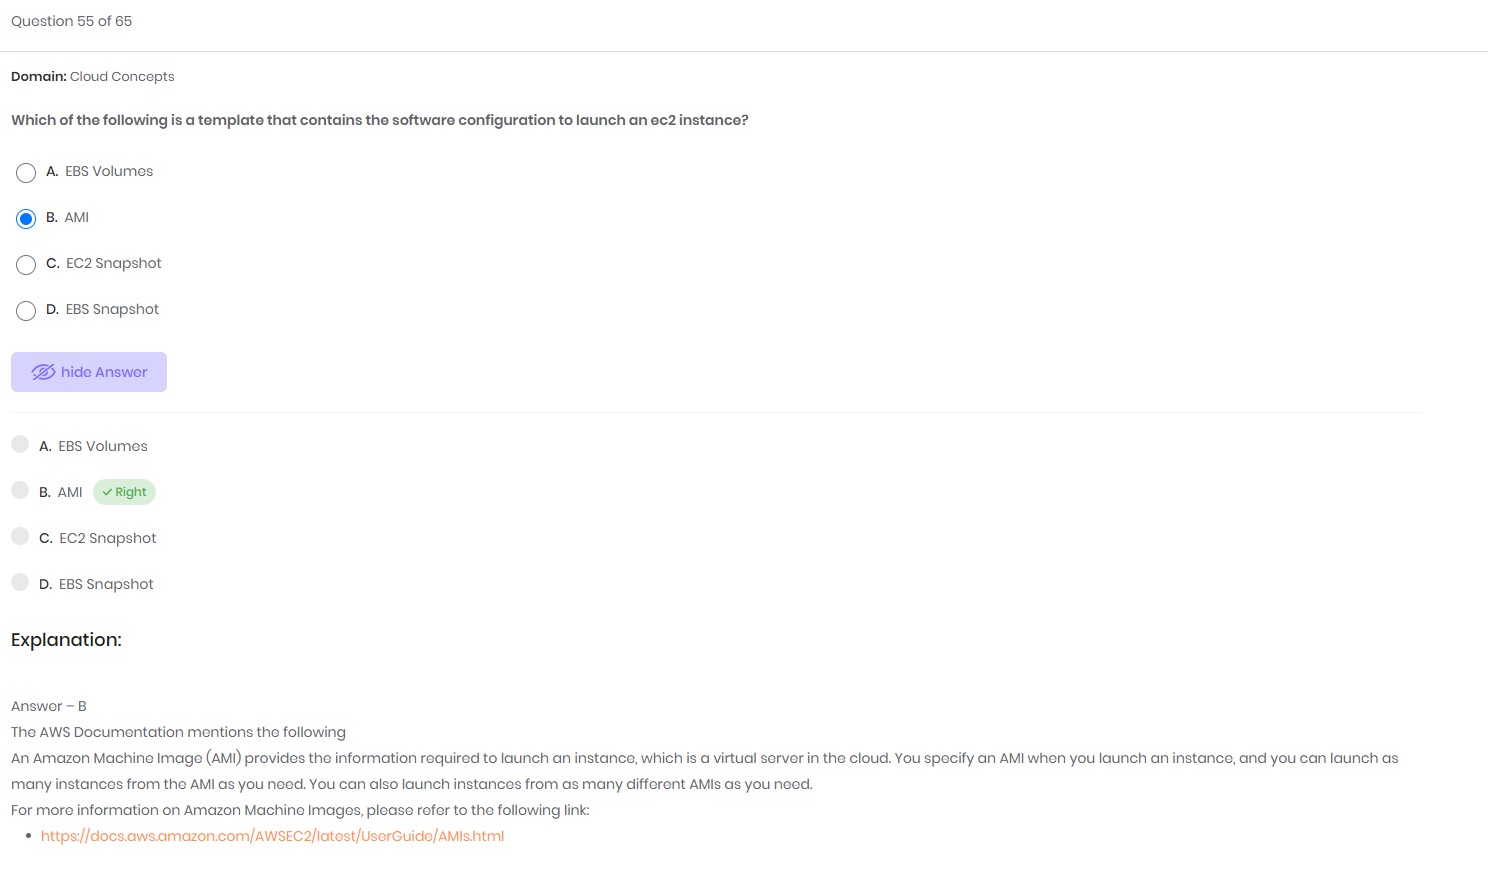 Question 55 of 65
Domain: Cloud Concepts
Which of the following is a template that contains the software configuration to launch an ec2 instance?
A. EBS Volumes
B. AMI
C. EC2 Snapshot
D. EBS Snapshot
hide Answer
A. EBS Volumes
B. AMI Right
C. EC2 Snapshot
D. EBS Snapshot
Explanation:
Answer – B
The AWS Documentation mentions the following
An Amazon Machine Image (AMI) provides the information required to launch an instance, which is a virtual server in the cloud. You specify an AMI when you launch an instance, and you can launch as
many instances from the AMI as you need. You can also launch instances from as many different AMIs as you need.
For more information on Amazon Machine Images, please refer to the following link:
• https://docs.aws.amazon.com/AWSEC2/latest/UserGuide/AMIs.html